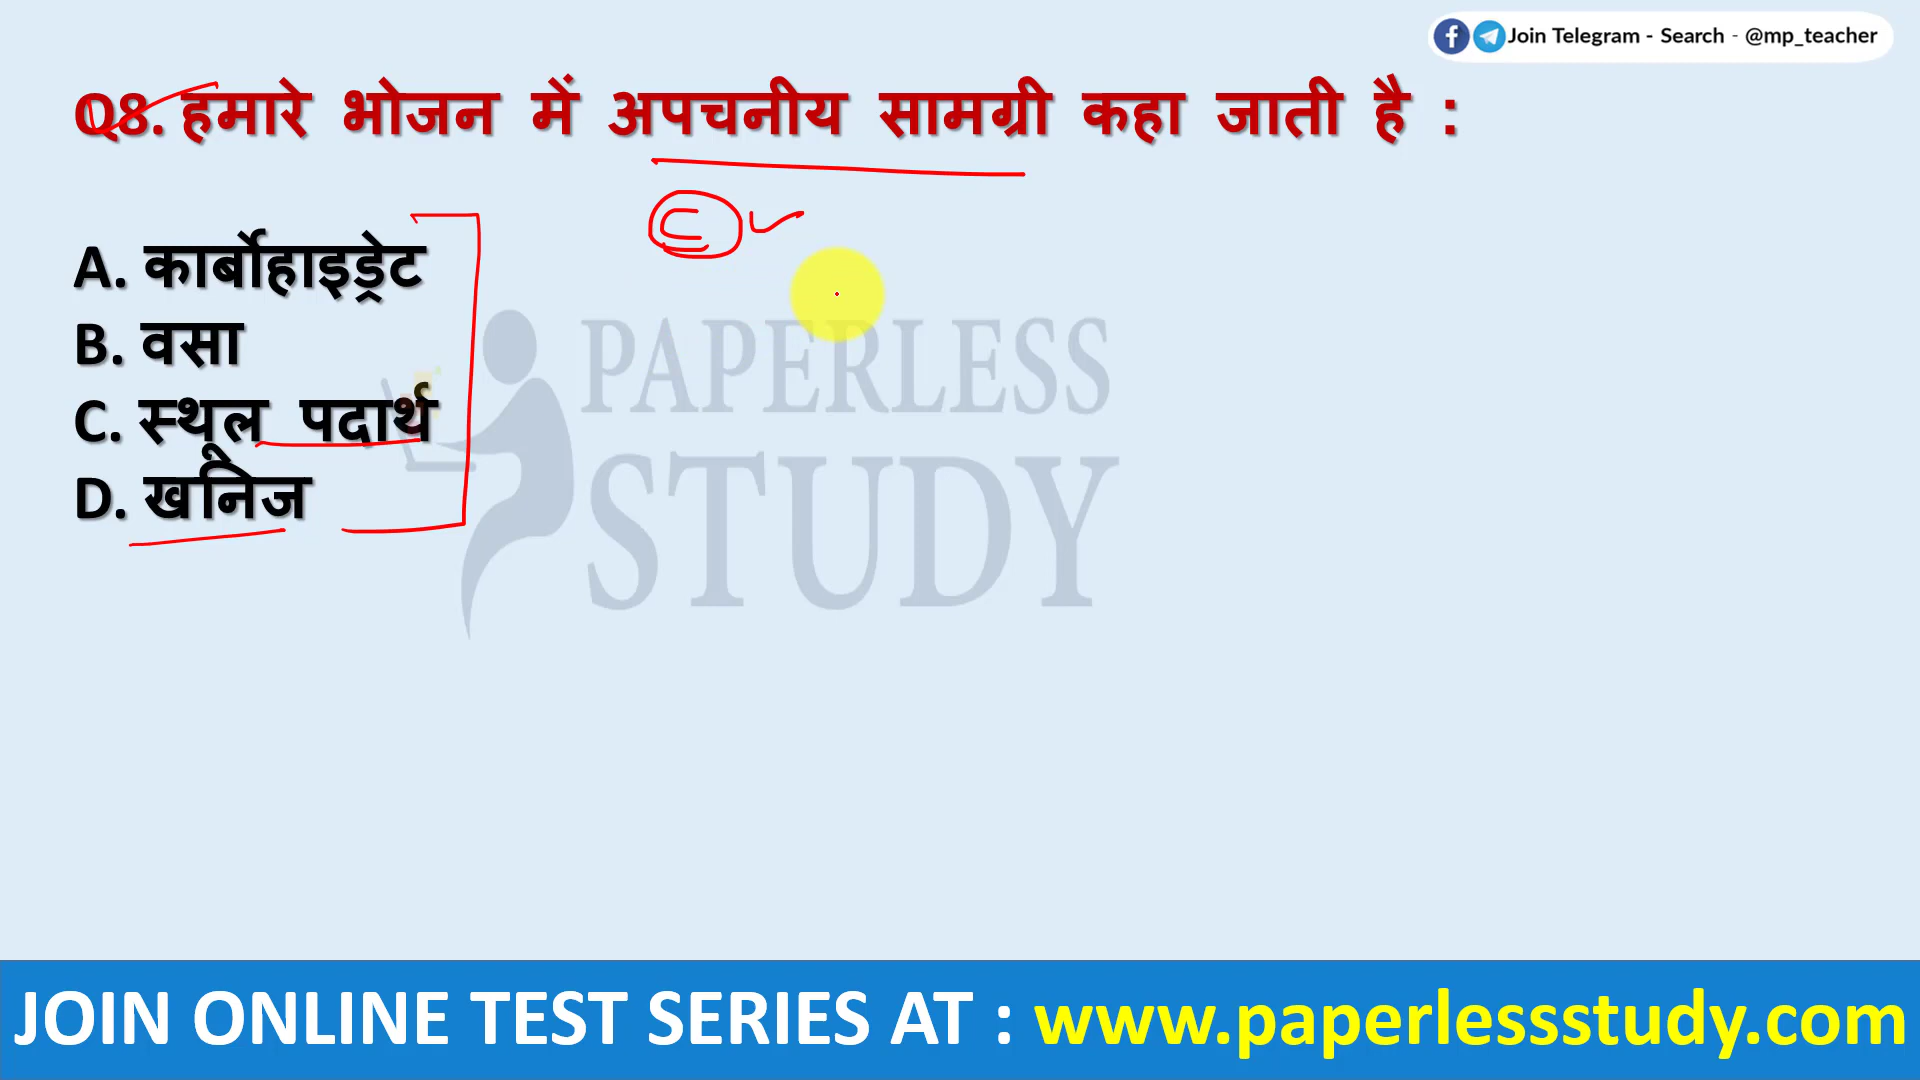 Join Telegram - Search - @mp_teacher
Q8. हमारे भोजन में अपचनीय सामग्री कहा जाती है :
C
A. कार्बोहाइड्रेट
B. वसा
C. स्थूल पदार्थ
D. खनिज
PAPERLESS
STUDY
JOIN ONLINE TEST SERIES AT : www.paperlessstudy.com